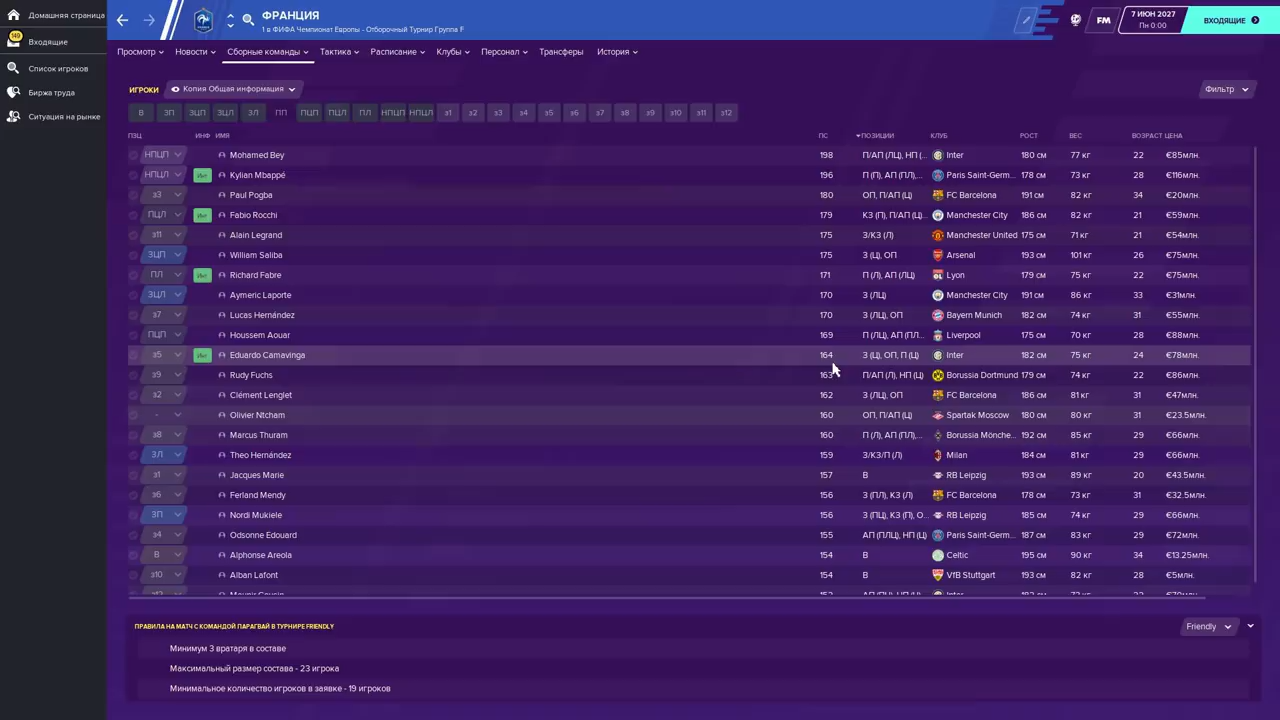 Домашняя страница
149
Входящие
Список игроков
Биржа труда
Ситуация на рынке
ФРАНЦИЯ
1 в ФИФА Чемпионат Европы - Отборочный Турнир Группа F
FM
7 ИЮН 2027
Пн 0:00
ВХОДЯЩИЕ
Просмотр Новости Сборные команды Тактика Расписание Клубы Персонал Трансферы История
ИГРОКИ Копия Общая информация Фильтр
В ЗП ЗЦП ЗЦЛ ЗЛ ПП ПЦП ПЦЛ ПЛ НПЦП НПЦЛ з1 з2 з3 з4 з5 з6 з7 з8 з9 з10 з11 з12
ПЗЦ ИНФ ИМЯ ПС ПОЗИЦИИ КЛУБ РОСТ ВЕС ВОЗРАСТ ЦЕНА
НПЦП Mohamed Bey 198 П/АП (ЛЦ), НП (... Inter 180 см 77 кг 22 €85млн.
НПЦЛ Инт Kylian Mbappé 196 П (П), АП (ПЛ),... Paris Saint-Germ... 178 см 73 кг 28 €116млн.
з3 Paul Pogba 180 ОП, П/АП (Ц) FC Barcelona 191 см 82 кг 34 €20млн.
ПЦЛ Инт Fabio Rocchi 179 КЗ (П), П/АП (Ц)... Manchester City 186 см 82 кг 21 €59млн.
з11 Alain Legrand 175 З/КЗ (Л) Manchester United 175 см 71 кг 21 €54млн.
ЗЦП William Saliba 175 З (Ц), ОП Arsenal 193 см 101 кг 26 €75млн.
ПЛ Инт Richard Fabre 171 П (Л), АП (ЛЦ) Lyon 179 см 75 кг 22 €75млн.
ЗЦЛ Aymeric Laporte 170 З (ЛЦ) Manchester City 191 см 86 кг 33 €31млн.
з7 Lucas Hernández 170 З (ЛЦ), ОП Bayern Munich 182 см 74 кг 31 €55млн.
ПЦП Houssem Aouar 169 П (ЛЦ), АП (ПЛ... Liverpool 175 см 70 кг 28 €88млн.
з5 Инт Eduardo Camavinga 164 З (Ц), ОП, П (Ц) Inter 182 см 75 кг 24 €78млн.
з9 Rudy Fuchs 163 П/АП (Л), НП (Ц) Borussia Dortmund 179 см 74 кг 22 €86млн.
з2 Clément Lenglet 162 З (ЛЦ), ОП FC Barcelona 186 см 81 кг 31 €47млн.
- Olivier Ntcham 160 ОП, П/АП (Ц) Spartak Moscow 180 см 80 кг 31 €23.5млн.
з8 Marcus Thuram 160 П (Л), АП (ПЛ),... Borussia Mönche... 192 см 85 кг 29 €66млн.
ЗЛ Theo Hernández 159 З/КЗ/П (Л) Milan 184 см 81 кг 29 €66млн.
з1 Jacques Marie 157 В RB Leipzig 193 см 89 кг 20 €43.5млн.
з6 Ferland Mendy 156 З (ПЛ), КЗ (Л) FC Barcelona 178 см 73 кг 31 €32.5млн.
ЗП Nordi Mukiele 156 З (ПЦ), КЗ (П), О... RB Leipzig 185 см 74 кг 29 €66млн.
з4 Odsonne Edouard 155 АП (ПЛЦ), НП (Ц) Paris Saint-Germ... 187 см 83 кг 29 €72млн.
В Alphonse Areola 154 В Celtic 195 см 90 кг 34 €13.25млн.
з10 Alban Lafont 154 В VfB Stuttgart 193 см 82 кг 28 €5млн.
ПРАВИЛА НА МАТЧ С КОМАНДОЙ ПАРАГВАЙ В ТУРНИРЕ FRIENDLY Friendly
Минимум 3 вратаря в составе
Максимальный размер состава - 23 игрока
Минимальное количество игроков в заявке - 19 игроков